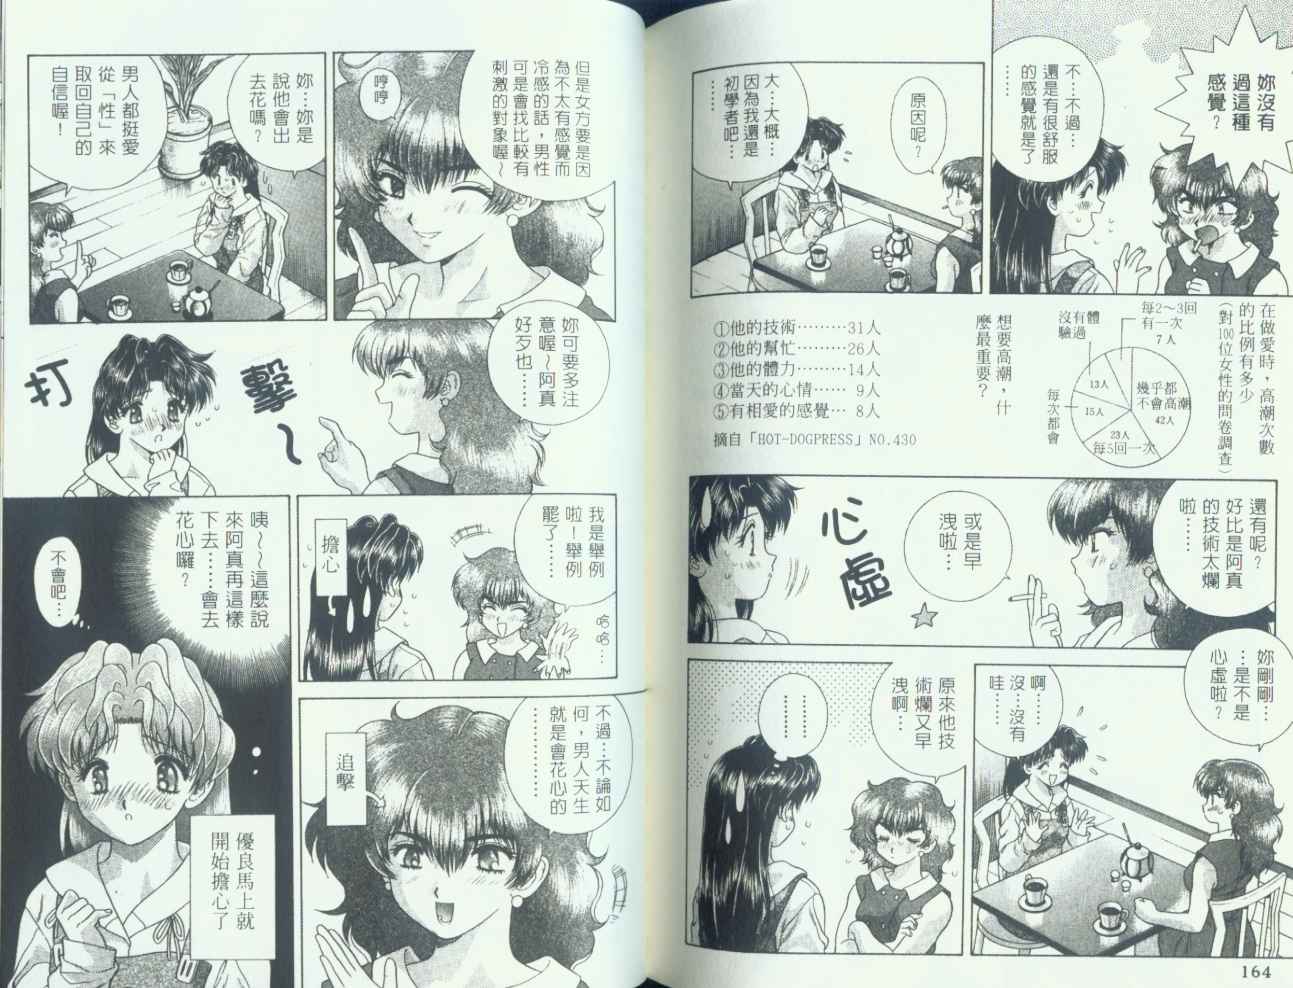 妳沒有
過這種
感覺？
不…不過…
還是有很舒服
的感覺就是了
……
原因呢？
大…大概…
因為我還是
初學者吧…
……
在做愛時，高潮次數
的比例有多少
（對100位女性的問卷調查）
每2～3回
有一次
7人
沒有體
驗過
13人
幾乎都
不會高潮
42人
15人
每次都會
23人
每5回一次
想要高潮，什
麼最重要？
①他的技術………31人
②他的幫忙………26人
③他的體力………14人
④當天的心情…… 9人
⑤有相愛的感覺… 8人
摘自「HOT-DOGPRESS」NO.430
還有呢？
好比是阿真
的技術太爛
啦……
或是早
洩啦…
心虛
妳剛剛…
…是不是
心虛啦？
啊………
沒…沒有
哇…
原來他技
術爛又早
洩啊…
………
164
但是女方要是因
為不太有感覺而
冷感的話，男性
可是會找比較有
刺激的對象喔～
哼哼
妳…妳是
說他會出
去花嗎？
男人都挺愛
從「性」來
取回自己的
自信喔！
妳可要多注
意喔～阿真
好歹也……
打擊～
我是舉例
啦－舉例
罷了……
哈哈…
擔心
不過…不論如
何，男人天生
就是會花心的
…………
追擊
咦～～這麼說
來阿真再這樣
下去……會去
花心囉？
不會吧…
優良馬上就
開始擔心了